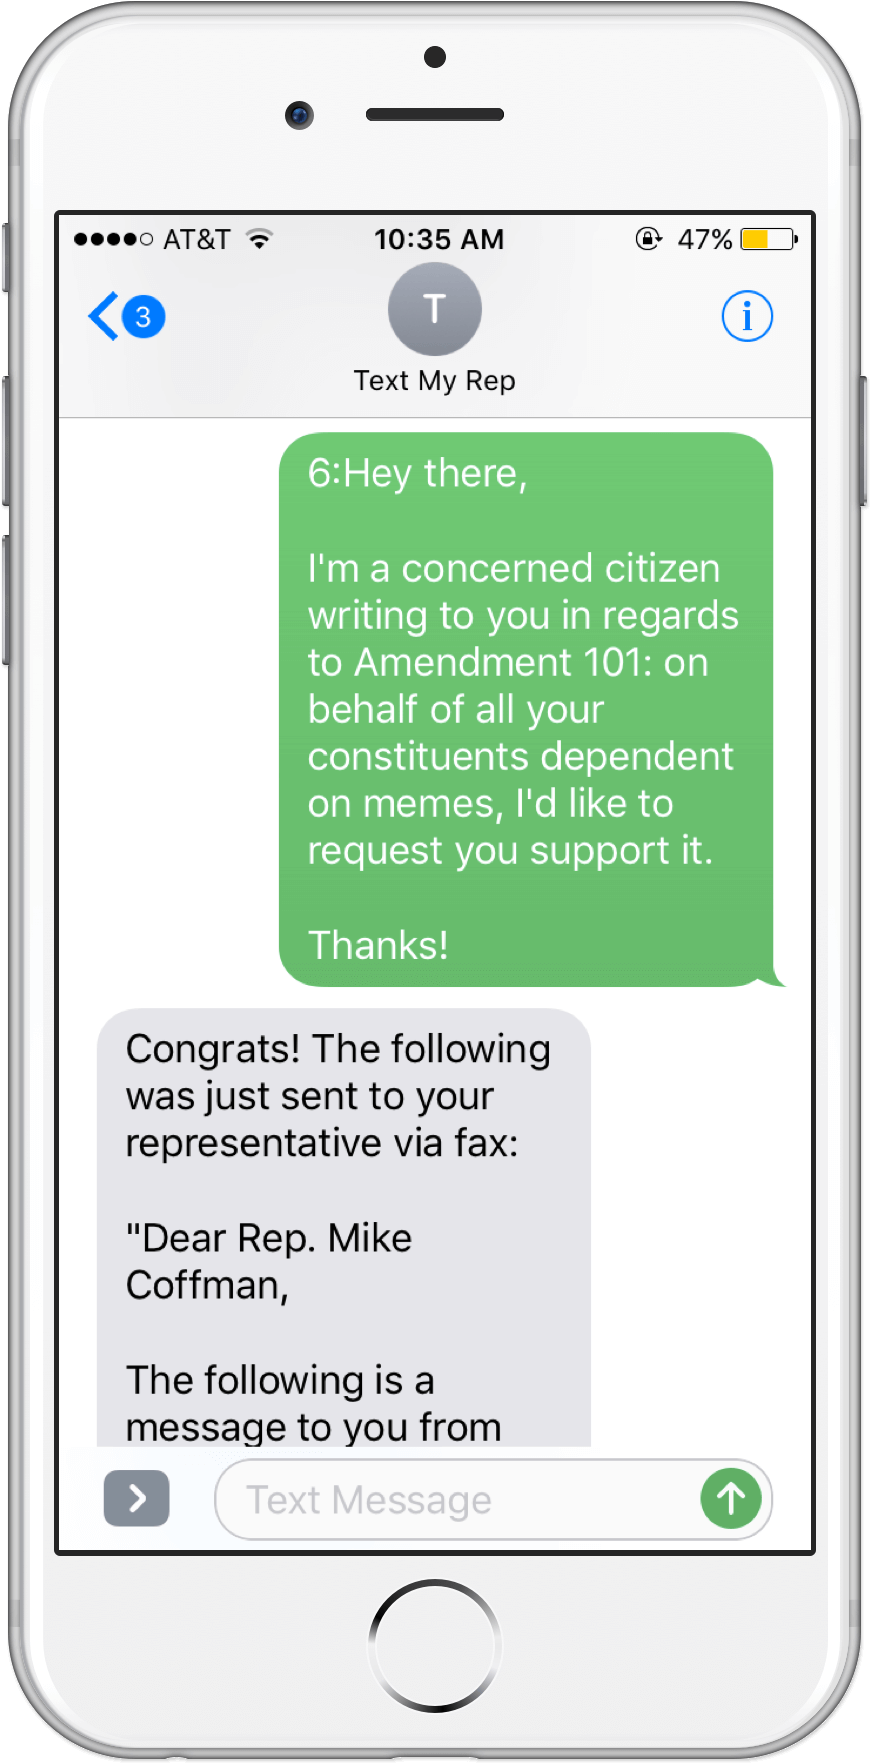 AT&T 10:35 AM 47%
3
T
i
Text My Rep
6:Hey there,
I'm a concerned citizen
writing to you in regards
to Amendment 101: on
behalf of all your
constituents dependent
on memes, I'd like to
request you support it.
Thanks!
Congrats! The following
was just sent to your
representative via fax:
"Dear Rep. Mike
Coffman,
The following is a
message to you from
Text Message